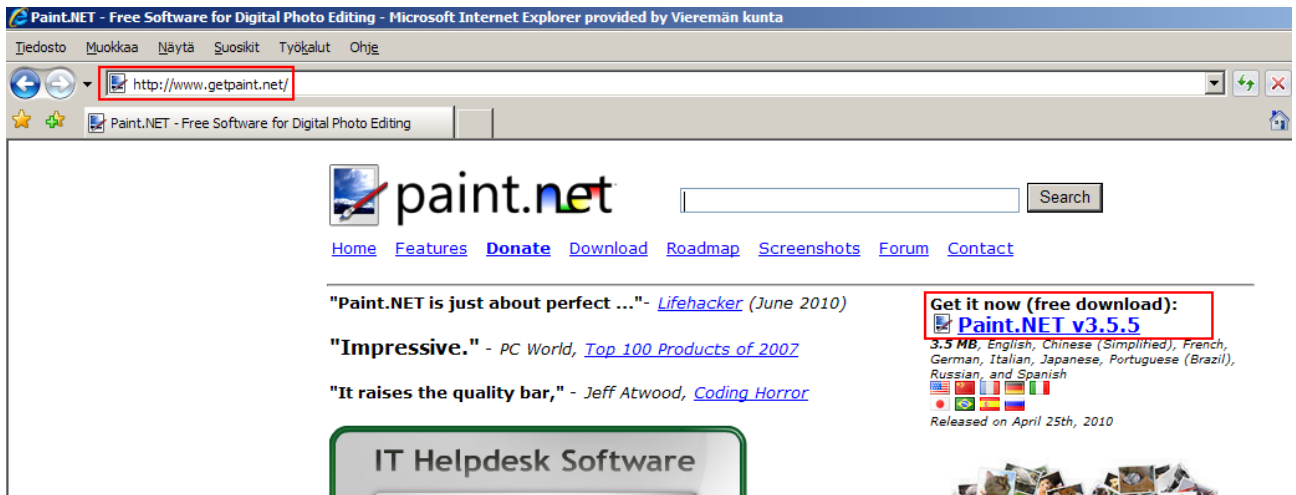 Paint.NET - Free Software for Digital Photo Editing - Microsoft Internet Explorer provided by Vieremän kunta
Tiedosto Muokkaa Näytä Suosikit Työkalut Ohje
http://www.getpaint.net/
Paint.NET - Free Software for Digital Photo Editing
paint.net
Search
Home Features Donate Download Roadmap Screenshots Forum Contact
"Paint.NET is just about perfect ..."- Lifehacker (June 2010)
"Impressive." - PC World, Top 100 Products of 2007
"It raises the quality bar," - Jeff Atwood, Coding Horror
IT Helpdesk Software
Get it now (free download):
Paint.NET v3.5.5
3.5 MB, English, Chinese (Simplified), French,
German, Italian, Japanese, Portuguese (Brazil),
Russian, and Spanish
Released on April 25th, 2010